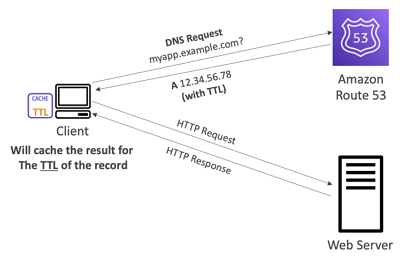 DNS Request
myapp.example.com?
53
A 12.34.56.78
(with TTL)
Amazon
Route 53
CACHE
TTL
Client
Will cache the result for
The TTL of the record
HTTP Request
HTTP Response
Web Server